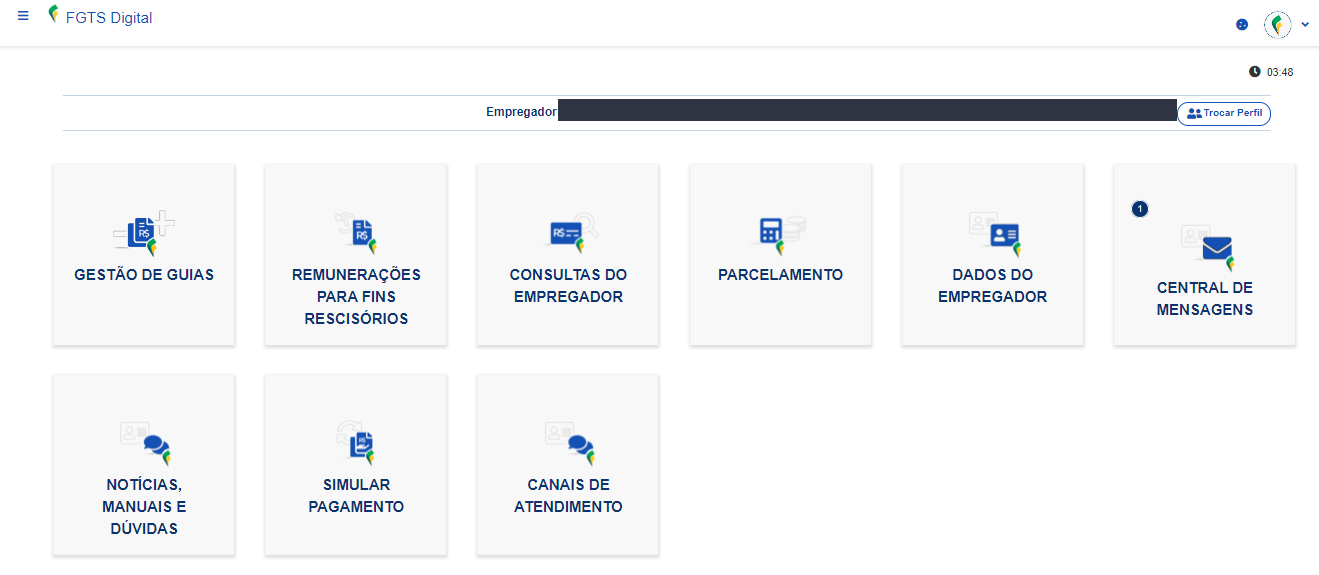 FGTS Digital
03:48
Empregador
Trocar Perfil
GESTÃO DE GUIAS
REMUNERAÇÕES
PARA FINS
RESCISÓRIOS
CONSULTAS DO
EMPREGADOR
PARCELAMENTO
DADOS DO
EMPREGADOR
1
CENTRAL DE
MENSAGENS
NOTÍCIAS,
MANUAIS E
DÚVIDAS
SIMULAR
PAGAMENTO
CANAIS DE
ATENDIMENTO